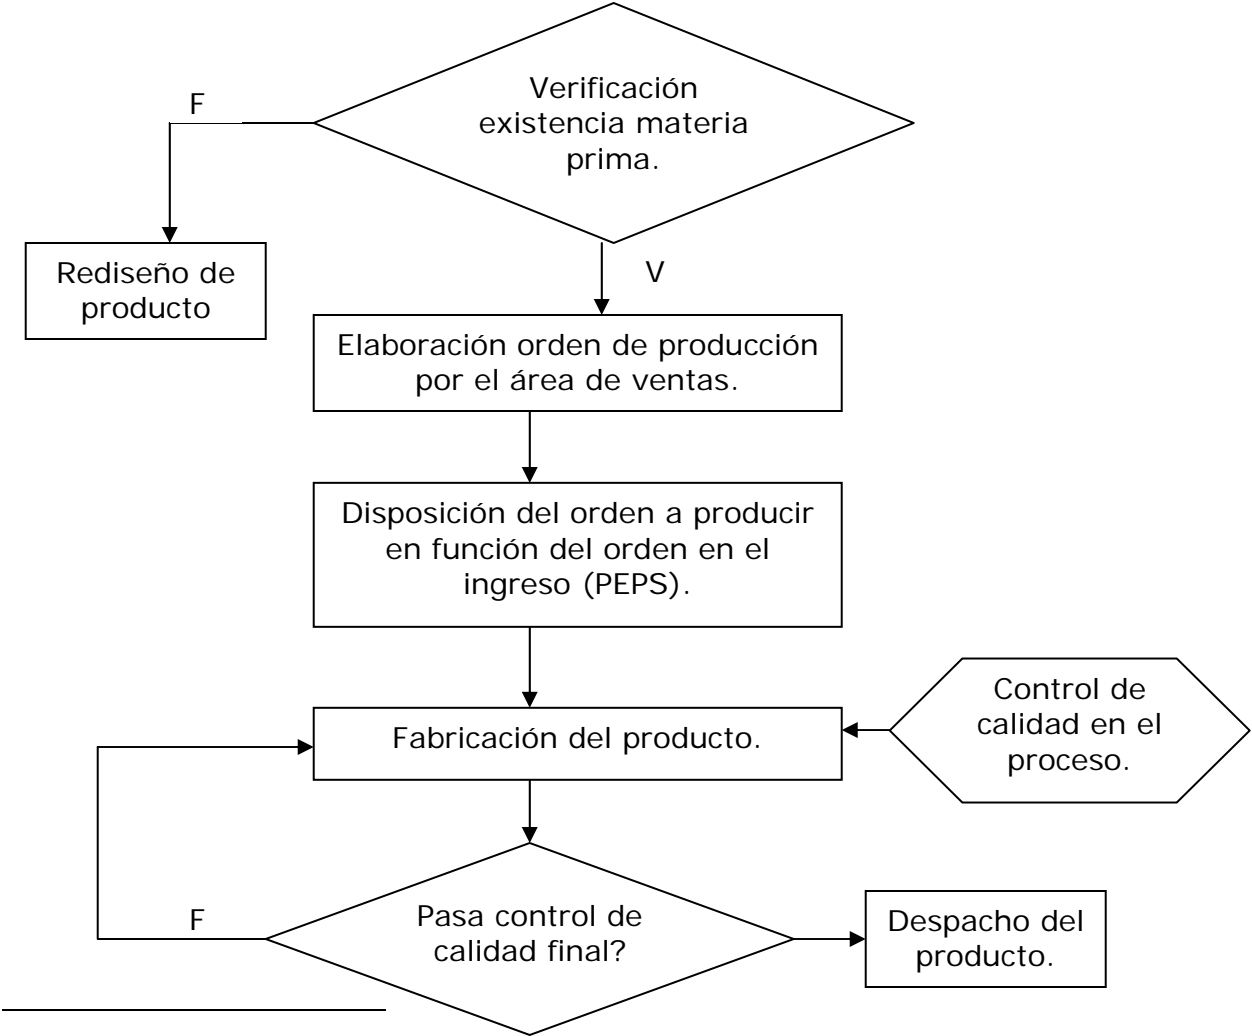 Verificación
existencia materia
prima.
F
Rediseño de
producto
V
Elaboración orden de producción
por el área de ventas.
Disposición del orden a producir
en función del orden en el
ingreso (PEPS).
Fabricación del producto.
Control de
calidad en el
proceso.
F
Pasa control de
calidad final?
Despacho del
producto.